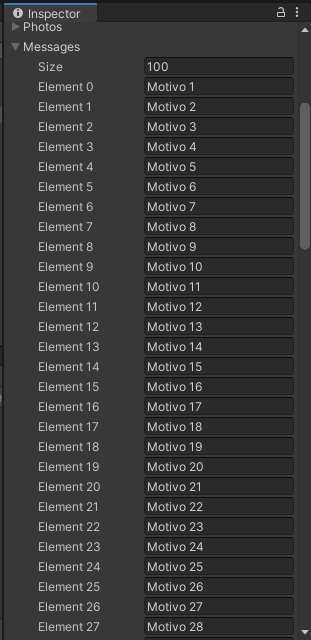 Inspector
Photos
Messages
Size 100
Element 0 Motivo 1
Element 1 Motivo 2
Element 2 Motivo 3
Element 3 Motivo 4
Element 4 Motivo 5
Element 5 Motivo 6
Element 6 Motivo 7
Element 7 Motivo 8
Element 8 Motivo 9
Element 9 Motivo 10
Element 10 Motivo 11
Element 11 Motivo 12
Element 12 Motivo 13
Element 13 Motivo 14
Element 14 Motivo 15
Element 15 Motivo 16
Element 16 Motivo 17
Element 17 Motivo 18
Element 18 Motivo 19
Element 19 Motivo 20
Element 20 Motivo 21
Element 21 Motivo 22
Element 22 Motivo 23
Element 23 Motivo 24
Element 24 Motivo 25
Element 25 Motivo 26
Element 26 Motivo 27
Element 27 Motivo 28